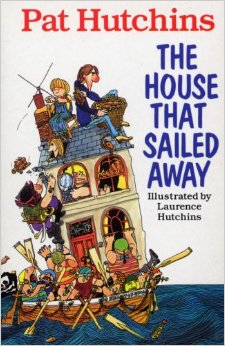 Pat Hutchins
THE
HOUSE
THAT
SAILED
AWAY
Illustrated by
Laurence
Hutchins